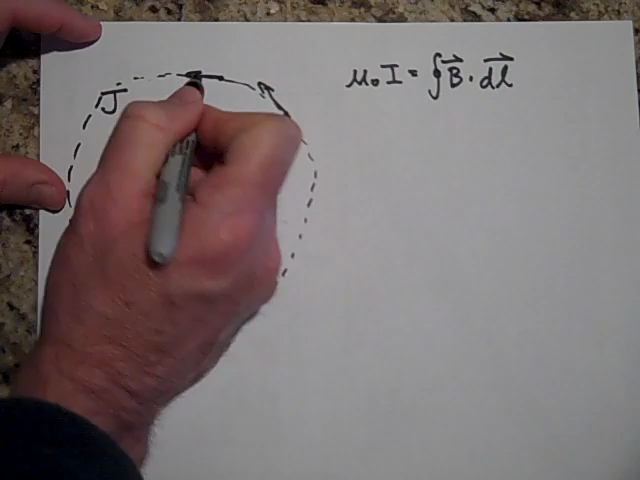 J
μ₀I = ∮B⃗ · dl⃗